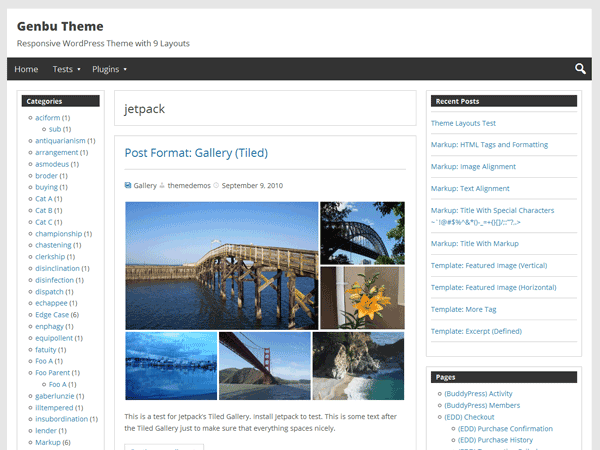 Genbu Theme
Responsive WordPress Theme with 9 Layouts
Home Tests Plugins
Categories
aciform (1)
sub (1)
antiquarianism (1)
arrangement (1)
asmodeus (1)
broder (1)
buying (1)
Cat A (1)
Cat B (1)
Cat C (1)
championship (1)
chastening (1)
clerkship (1)
disinclination (1)
disinfection (1)
dispatch (1)
echappee (1)
Edge Case (6)
enphagy (1)
equipollent (1)
fatuity (1)
Foo A (1)
Foo Parent (1)
Foo A (1)
gaberlunzie (1)
illtempered (1)
insubordination (1)
lender (1)
Markup (6)
jetpack
Post Format: Gallery (Tiled)
Gallery themedemos September 9, 2010
This is a test for Jetpack's Tiled Gallery. Install Jetpack to test. This is some text after
the Tiled Gallery just to make sure that everything spaces nicely.
Recent Posts
Theme Layouts Test
Markup: HTML Tags and Formatting
Markup: Image Alignment
Markup: Text Alignment
Markup: Title With Special Characters
Markup: Title With Markup
Template: Featured Image (Vertical)
Template: Featured Image (Horizontal)
Template: More Tag
Template: Excerpt (Defined)
Pages
(BuddyPress) Activity
(BuddyPress) Members
(EDD) Checkout
(EDD) Purchase Confirmation
(EDD) Purchase History